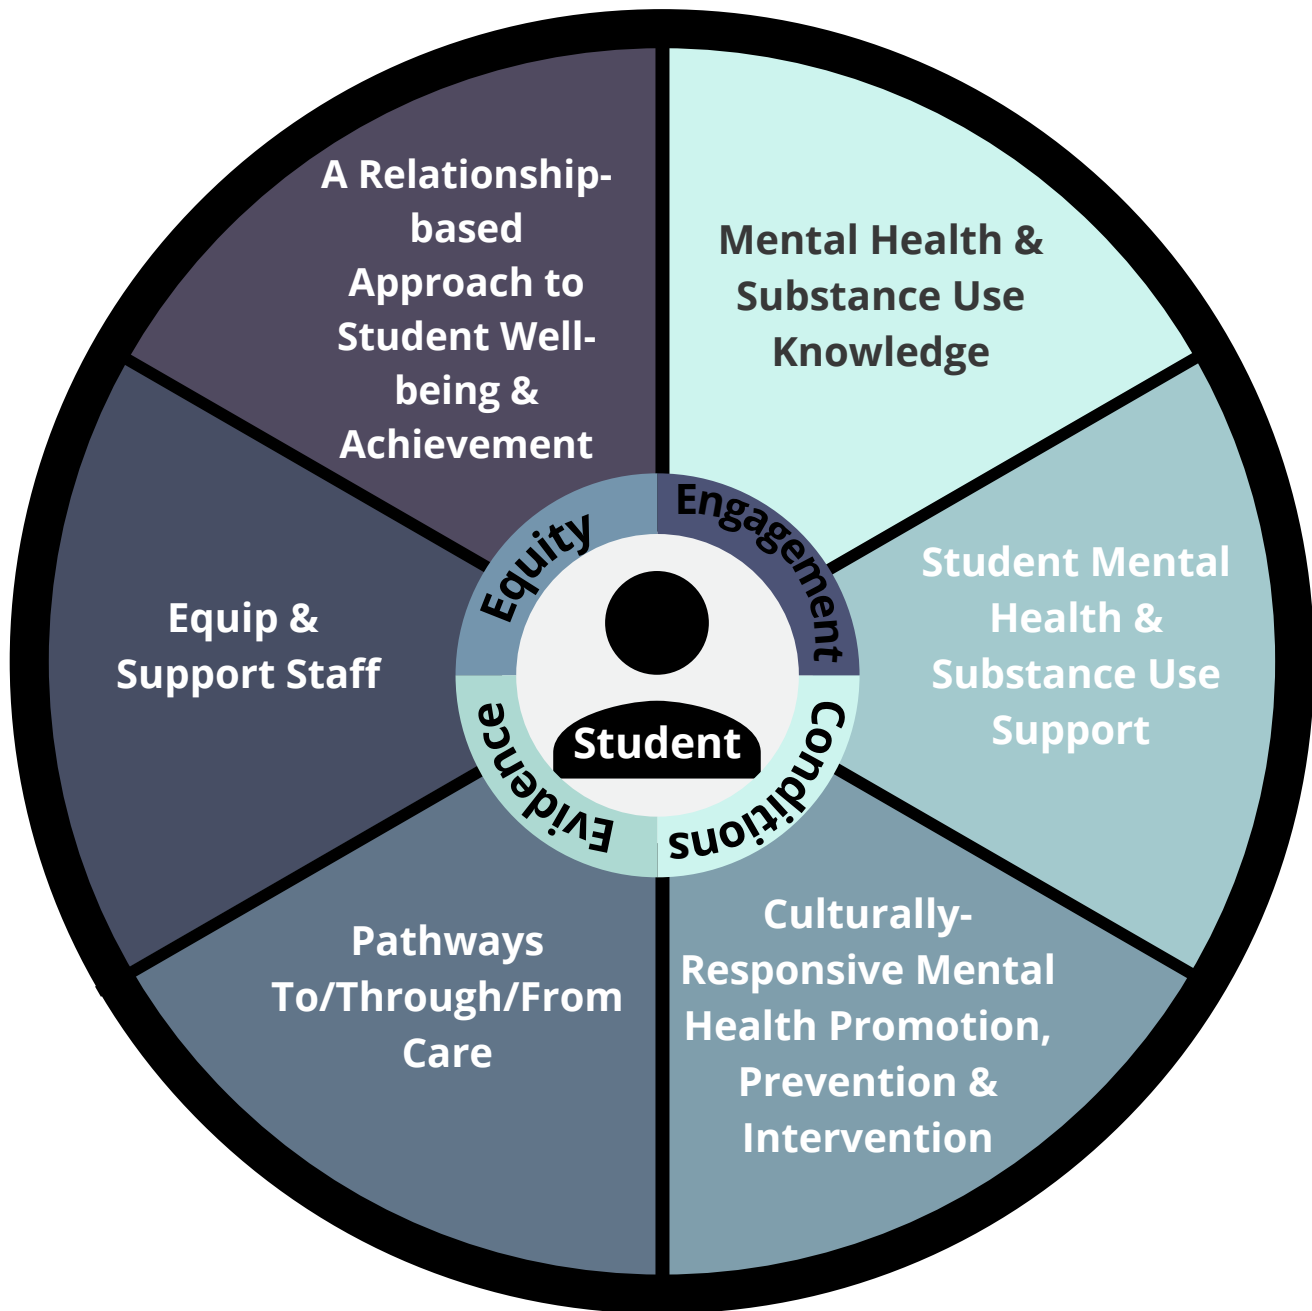 A Relationship-
based
Approach to
Student Well-
being &
Achievement
Mental Health &
Substance Use
Knowledge
Student Mental
Health &
Substance Use
Support
Culturally-
Responsive Mental
Health Promotion,
Prevention &
Intervention
Pathways
To/Through/From
Care
Equip &
Support Staff
Equity
Engagement
Conditions
Evidence
Student